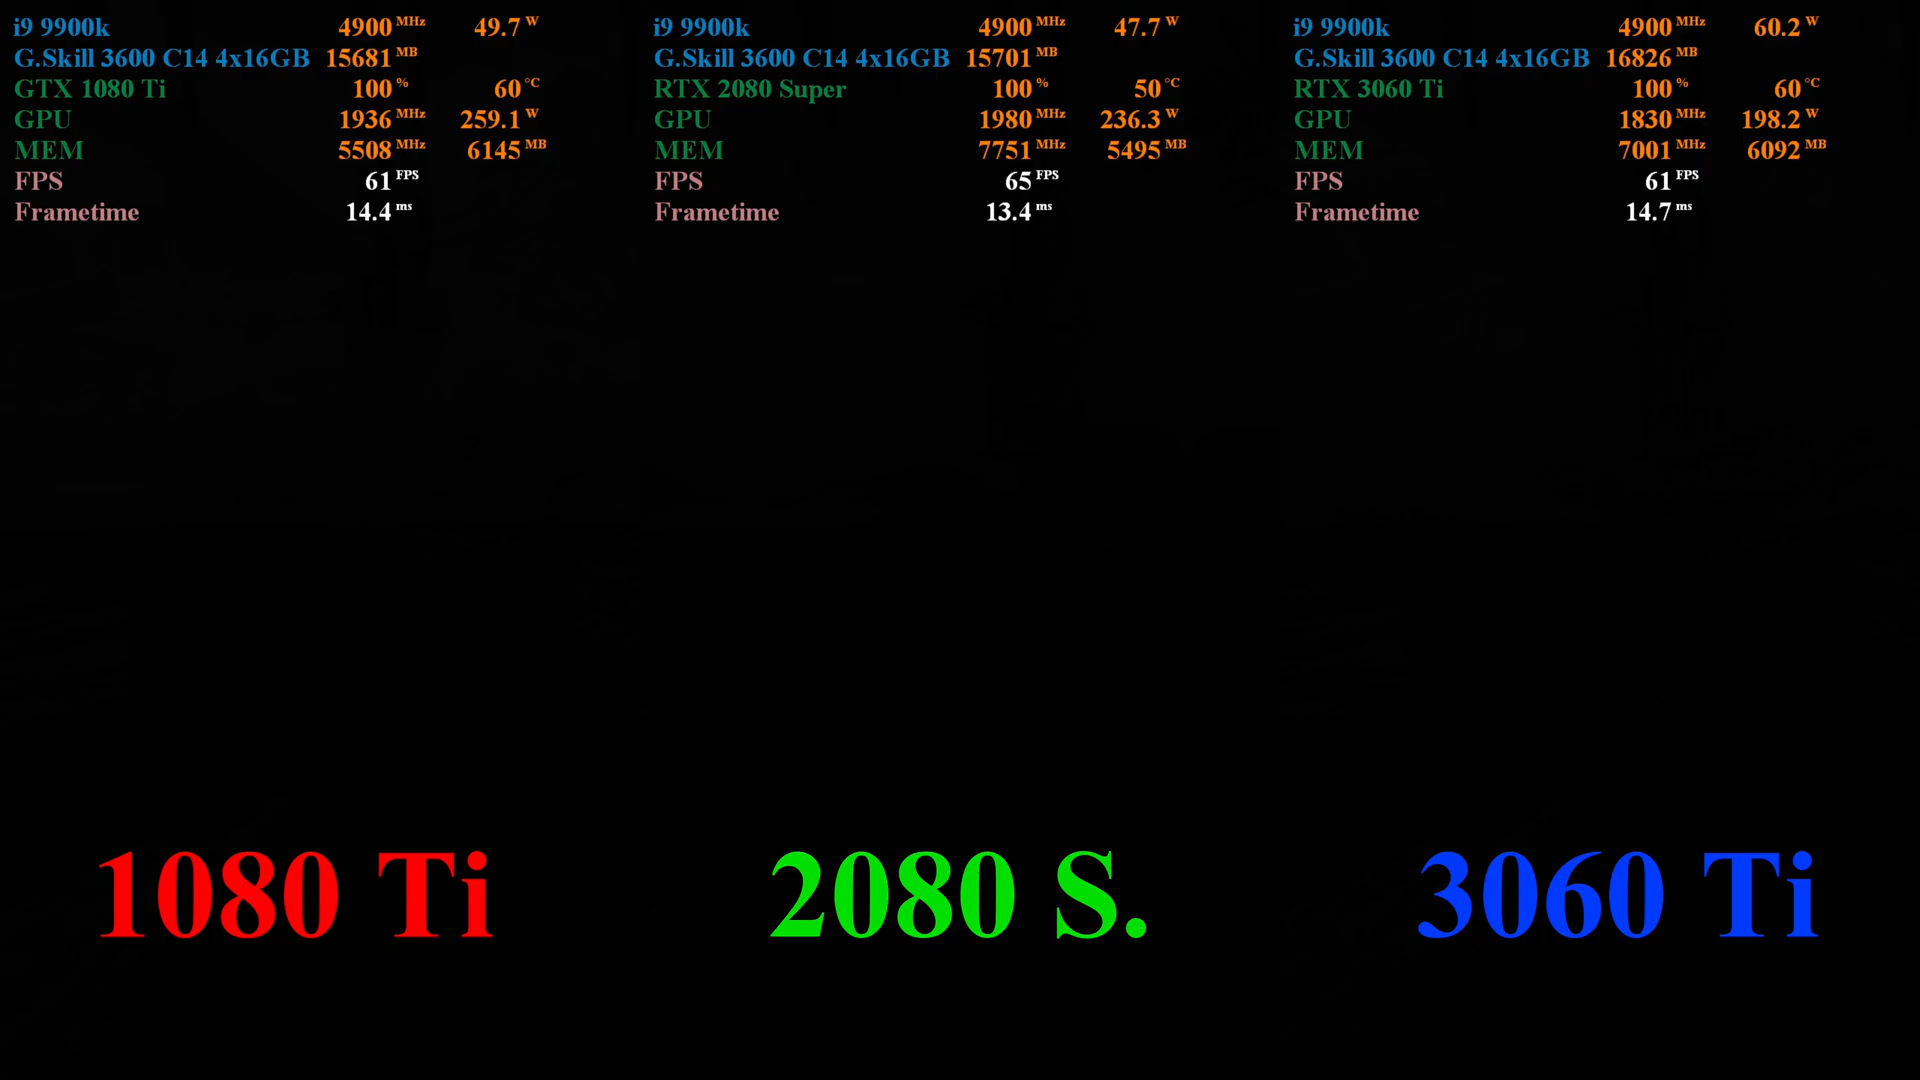 i9 9900k 4900 MHz 49.7 W
G.Skill 3600 C14 4x16GB 15681 MB
GTX 1080 Ti 100 % 60 °C
GPU 1936 MHz 259.1 W
MEM 5508 MHz 6145 MB
FPS 61 FPS
Frametime 14.4 ms
i9 9900k 4900 MHz 47.7 W
G.Skill 3600 C14 4x16GB 15701 MB
RTX 2080 Super 100 % 50 °C
GPU 1980 MHz 236.3 W
MEM 7751 MHz 5495 MB
FPS 65 FPS
Frametime 13.4 ms
i9 9900k 4900 MHz 60.2 W
G.Skill 3600 C14 4x16GB 16826 MB
RTX 3060 Ti 100 % 60 °C
GPU 1830 MHz 198.2 W
MEM 7001 MHz 6092 MB
FPS 61 FPS
Frametime 14.7 ms
1080 Ti
2080 S.
3060 Ti